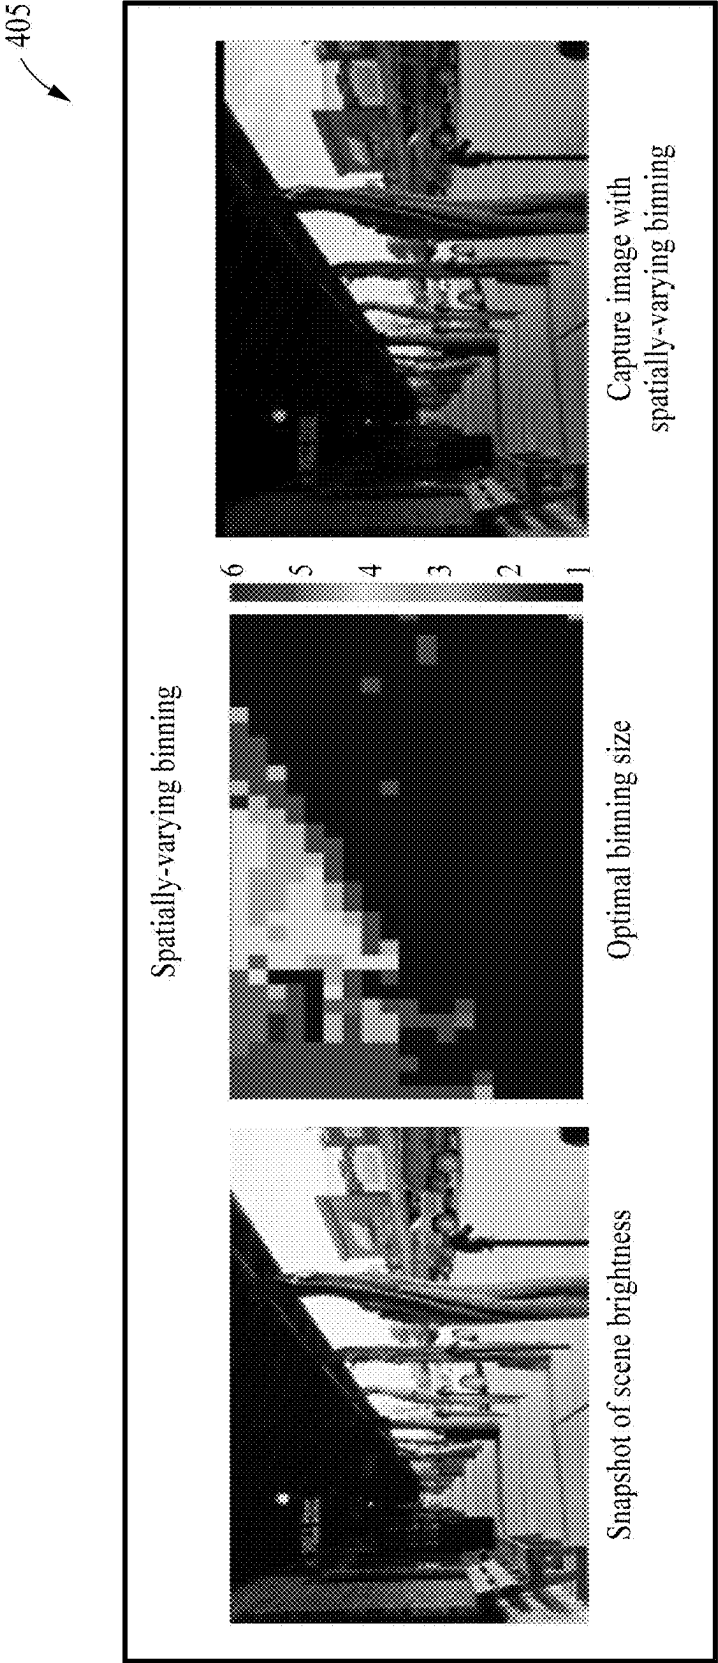 405
Spatially-varying binning
Snapshot of scene brightness
Optimal binning size
6
5
4
3
2
1
Capture image with
spatially-varying binning